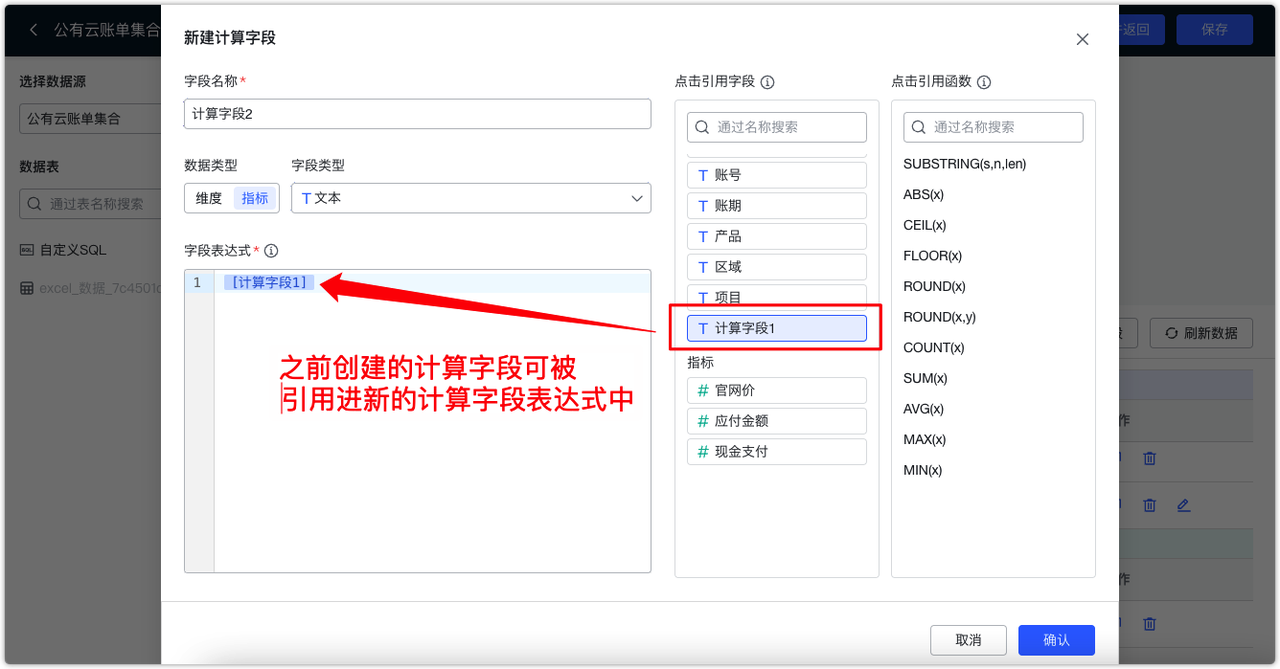 公有云账单集合
返回
保存
选择数据源
公有云账单集合
数据表
通过表名称搜索
自定义SQL
excel_数据_7c4501
刷新数据
作
作
新建计算字段
字段名称*
计算字段2
数据类型
字段类型
维度
指标
T 文本
字段表达式*
1
[计算字段1]
之前创建的计算字段可被
引用进新的计算字段表达式中
点击引用字段
通过名称搜索
T 账号
T 账期
T 产品
T 区域
T 项目
T 计算字段1
指标
# 官网价
# 应付金额
# 现金支付
点击引用函数
通过名称搜索
SUBSTRING(s,n,len)
ABS(x)
CEIL(x)
FLOOR(x)
ROUND(x)
ROUND(x,y)
COUNT(x)
SUM(x)
AVG(x)
MAX(x)
MIN(x)
取消
确认